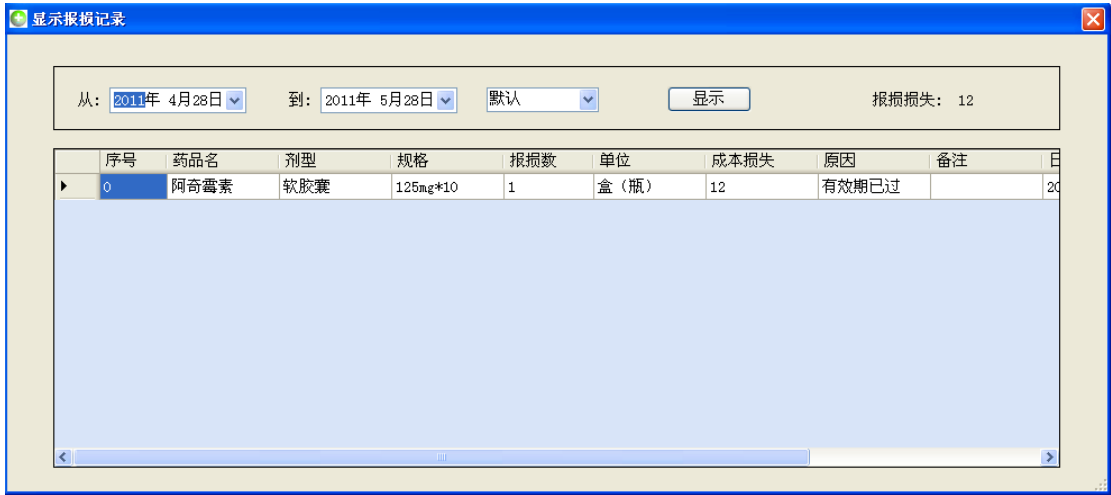 显示报损记录
从: 2011年 4月28日 到: 2011年 5月28日 默认 显示 报损损失: 12
序号 药品名 剂型 规格 报损数 单位 成本损失 原因 备注
0 阿奇霉素 软胶囊 125mg*10 1 盒（瓶） 12 有效期已过 20